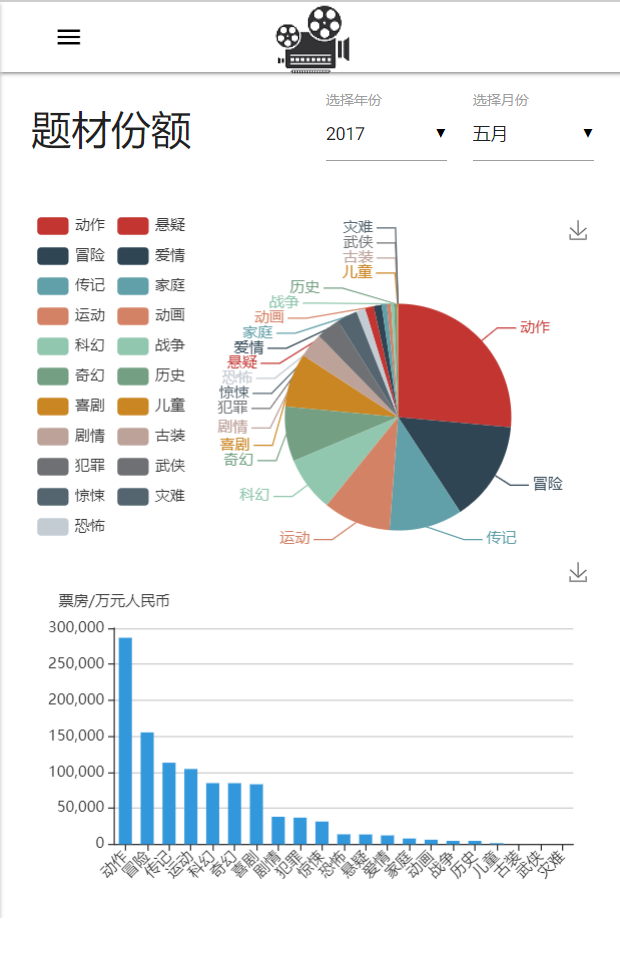 选择年份 选择月份
题材份额
2017 五月
动作 悬疑
冒险 爱情
传记 家庭
运动 动画
科幻 战争
奇幻 历史
喜剧 儿童
剧情 古装
犯罪 武侠
惊悚 灾难
恐怖
灾难
武侠
古装
儿童
历史
战争
动画
家庭
爱情
悬疑
恐怖
惊悚
犯罪
剧情
喜剧
奇幻
科幻
运动
动作
冒险
传记
票房/万元人民币
300,000
250,000
200,000
150,000
100,000
50,000
0
动作 冒险 传记 运动 科幻 奇幻 喜剧 剧情 犯罪 惊悚 恐怖 悬疑 爱情 家庭 动画 战争 历史 儿童 古装 武侠 灾难